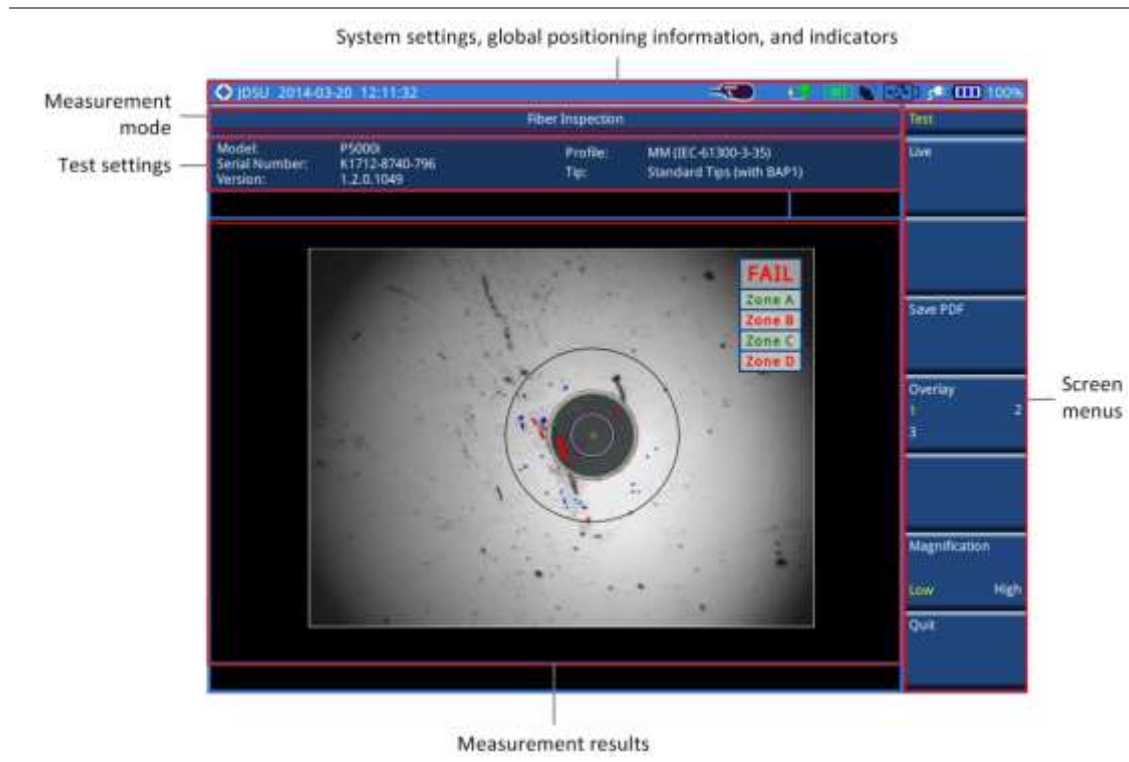 System settings, global positioning information, and indicators
JDSU 2014-03-20 12:11:32
100%
Measurement
mode
Fiber Inspection
Test
Test settings
Model: P5000i Profile: MM (IEC-61300-3-35)
Serial Number: K1712-8740-796 Tip: Standard Tips (with BAP1)
Version: 1.2.0.1049
Live
FAIL
Zone A
Zone B
Zone C
Zone D
Save PDF
Overlay
1 2
3
Screen
menus
Magnification
Low High
Quit
Measurement results